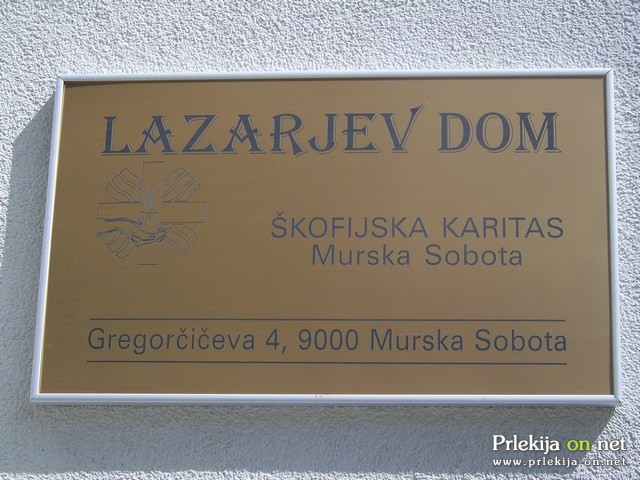 LAZARJEV DOM
ŠKOFIJSKA KARITAS
Murska Sobota
Gregorčičeva 4, 9000 Murska Sobota
Prlekija on.net
www.prlekija-on.net